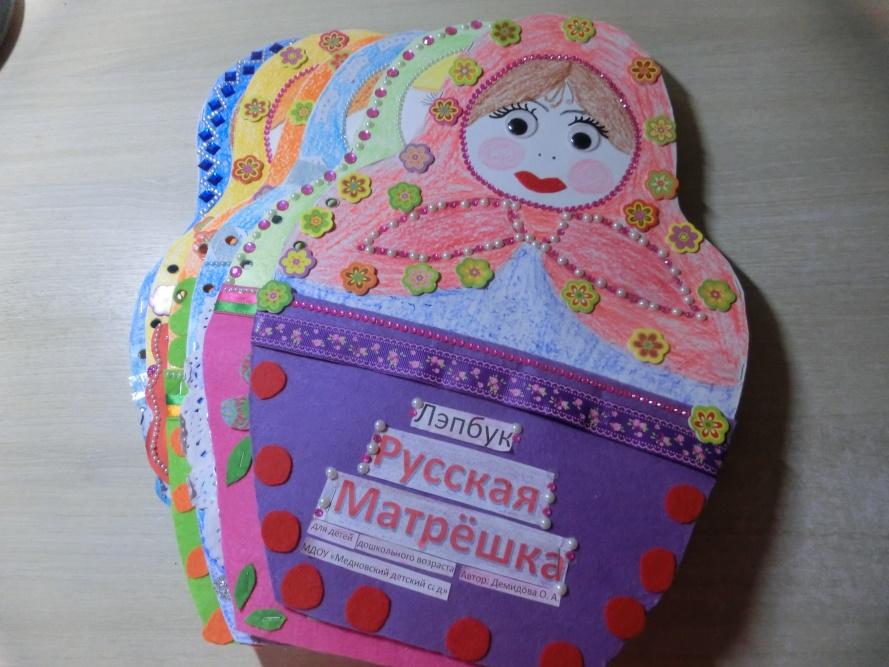 Лэпбук
Русская
Матрёшка
для детей дошкольного возраста
МДОУ «Медновский детский сад»
Автор: Демидова О. А.